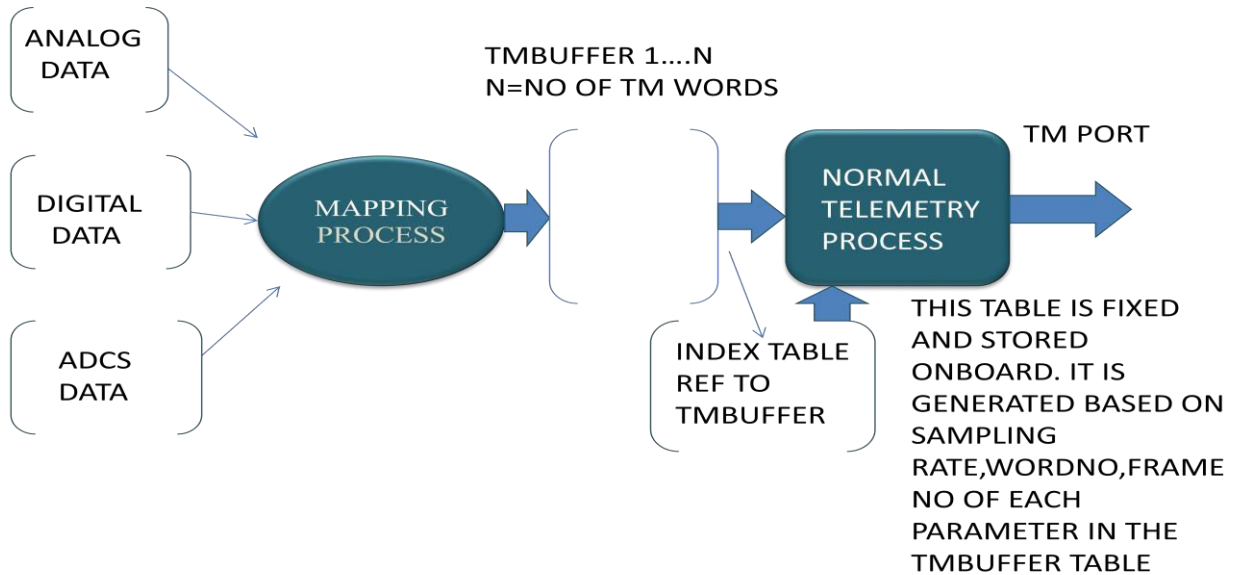 ANALOG
DATA
DIGITAL
DATA
ADCS
DATA
MAPPING
PROCESS
TMBUFFER 1....N
N=NO OF TM WORDS
NORMAL
TELEMETRY
PROCESS
TM PORT
INDEX TABLE
REF TO
TMBUFFER
THIS TABLE IS FIXED
AND STORED
ONBOARD. IT IS
GENERATED BASED ON
SAMPLING
RATE,WORDNO,FRAME
NO OF EACH
PARAMETER IN THE
TMBUFFER TABLE